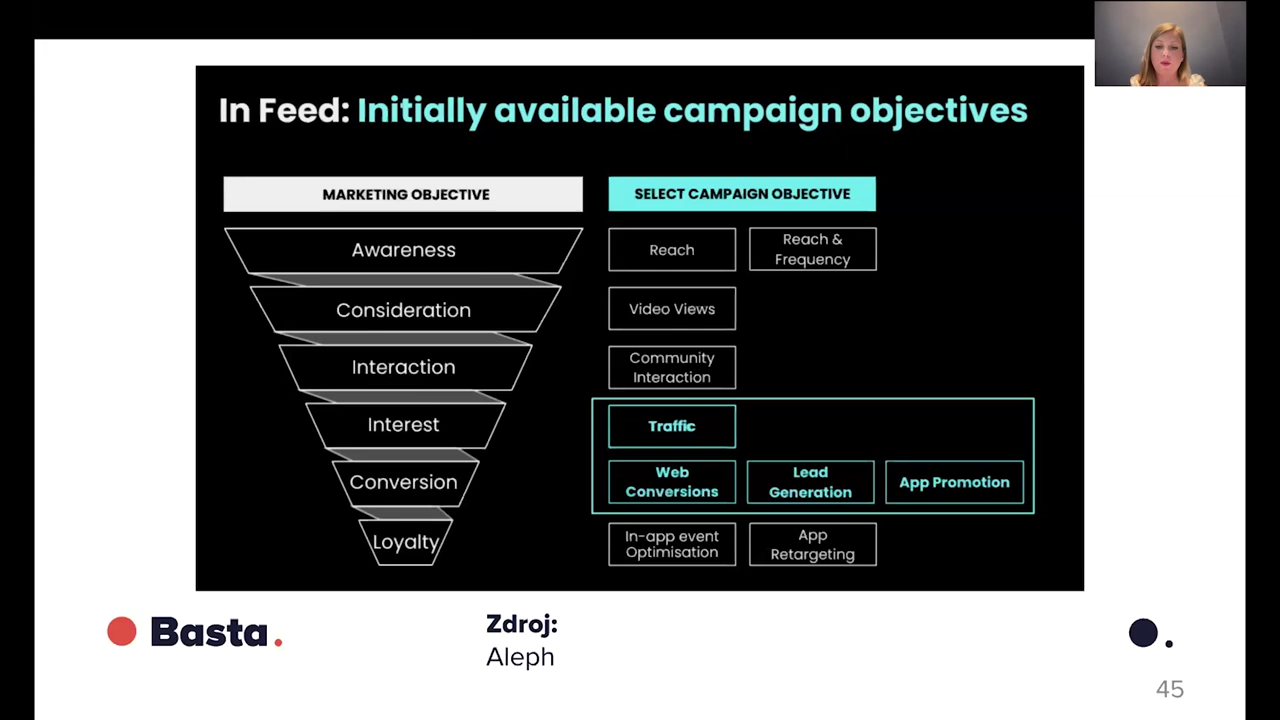 In Feed: Initially available campaign objectives
MARKETING OBJECTIVE
SELECT CAMPAIGN OBJECTIVE
Awareness
Reach
Reach &
Frequency
Consideration
Video Views
Interaction
Community
Interaction
Interest
Traffic
Conversion
Web
Conversions
Lead
Generation
App Promotion
Loyalty
In-app event
Optimisation
App
Retargeting
Basta.
Zdroj:
Aleph
45